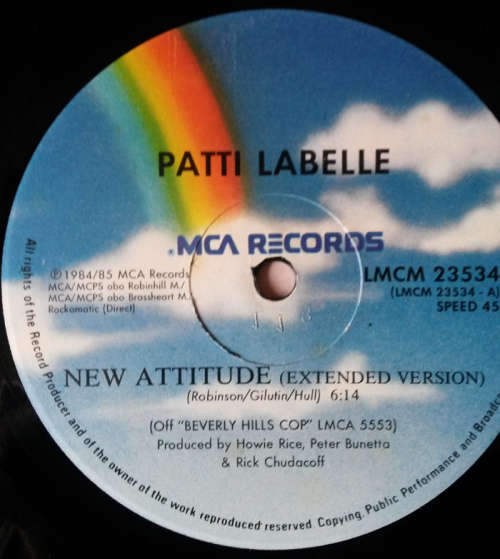 PATTI LABELLE
MCA RECORDS
℗ 1984/85 MCA Records
MCA/MCPS obo Robinhill M./
MCA/MCPS obo Brassheart M./
Rockomatic (Direct)
LMCM 23534
(LMCM 23534 - A)
SPEED 45
NEW ATTITUDE (EXTENDED VERSION)
(Robinson/Gilutin/Hull) 6:14
(Off "BEVERLY HILLS COP" LMCA 5553)
Produced by Howie Rice, Peter Bunetta
& Rick Chudacoff
All rights of the Record Producer and of the owner of the work reproduced reserved. Copying, Public Performance and